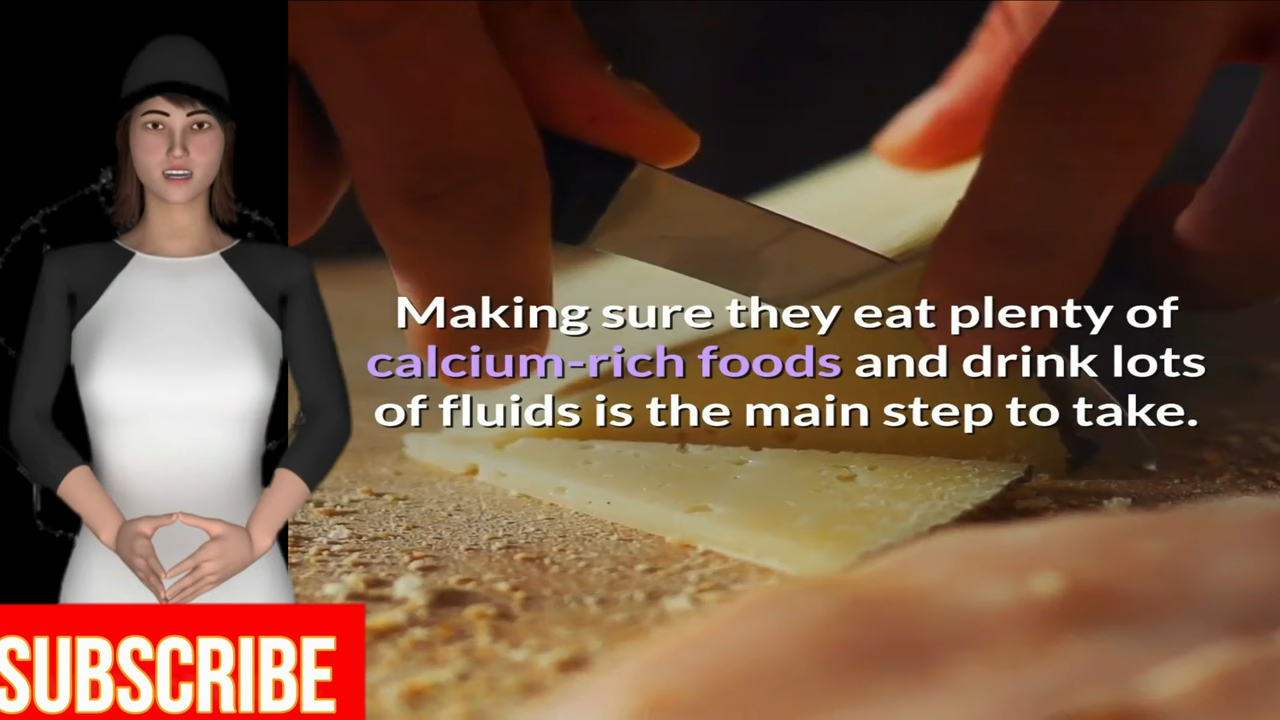 Making sure they eat plenty of
calcium-rich foods and drink lots
of fluids is the main step to take.
SUBSCRIBE